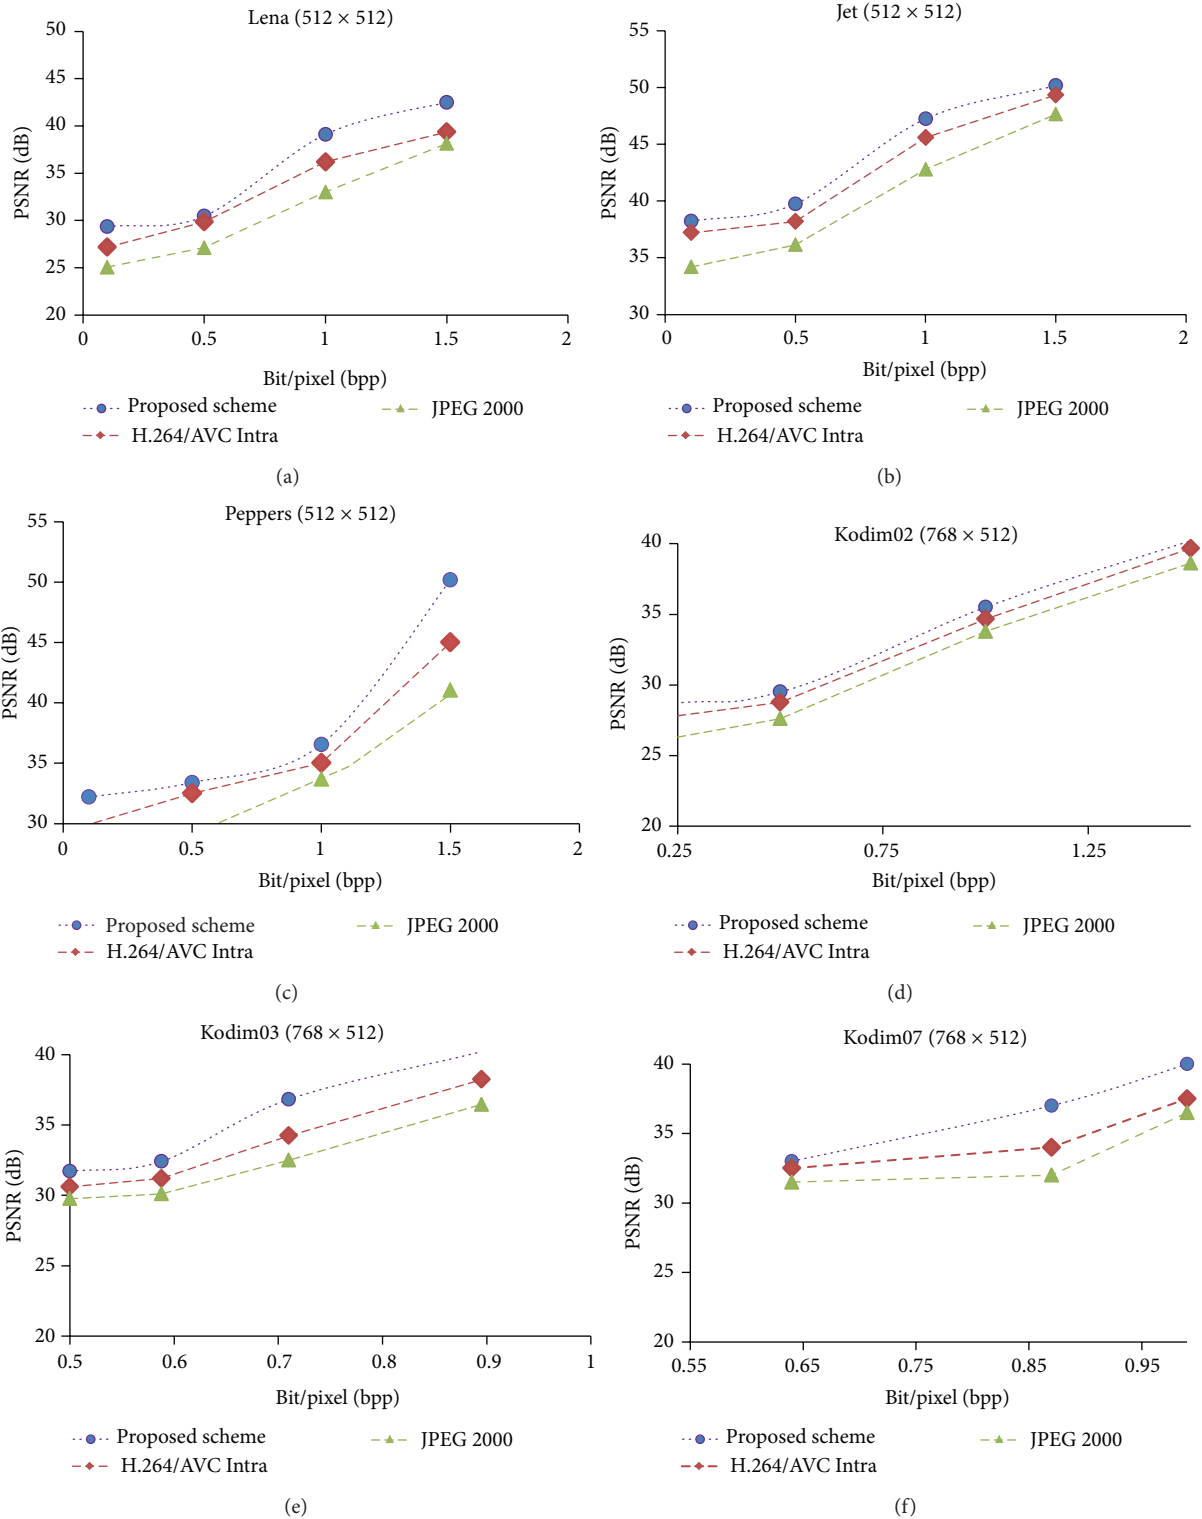 Lena (512 × 512)
50
45
40
35
30
25
20
PSNR (dB)
0 0.5 1 1.5 2
Bit/pixel (bpp)
Proposed scheme
H.264/AVC Intra
JPEG 2000
(a)
Jet (512 × 512)
55
50
45
40
35
30
PSNR (dB)
0 0.5 1 1.5 2
Bit/pixel (bpp)
Proposed scheme
H.264/AVC Intra
JPEG 2000
(b)
Peppers (512 × 512)
55
50
45
40
35
30
PSNR (dB)
0 0.5 1 1.5 2
Bit/pixel (bpp)
Proposed scheme
H.264/AVC Intra
JPEG 2000
(c)
Kodim02 (768 × 512)
40
35
30
25
20
PSNR (dB)
0.25 0.75 1.25
Bit/pixel (bpp)
Proposed scheme
H.264/AVC Intra
JPEG 2000
(d)
Kodim03 (768 × 512)
40
35
30
25
20
PSNR (dB)
0.5 0.6 0.7 0.8 0.9 1
Bit/pixel (bpp)
Proposed scheme
H.264/AVC Intra
JPEG 2000
(e)
Kodim07 (768 × 512)
40
35
30
25
20
PSNR (dB)
0.55 0.65 0.75 0.85 0.95
Bit/pixel (bpp)
Proposed scheme
H.264/AVC Intra
JPEG 2000
(f)